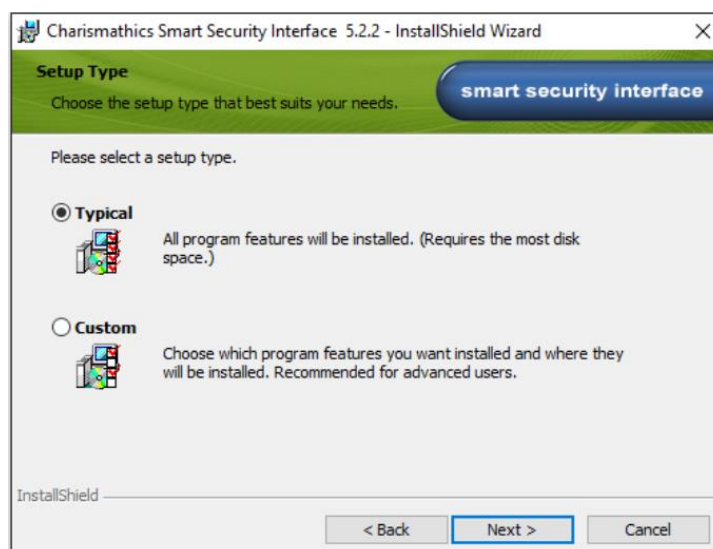 Charismathics Smart Security Interface 5.2.2 - InstallShield Wizard
Setup Type
Choose the setup type that best suits your needs.
smart security interface
Please select a setup type.
Typical
All program features will be installed. (Requires the most disk
space.)
Custom
Choose which program features you want installed and where they
will be installed. Recommended for advanced users.
InstallShield
< Back
Next >
Cancel